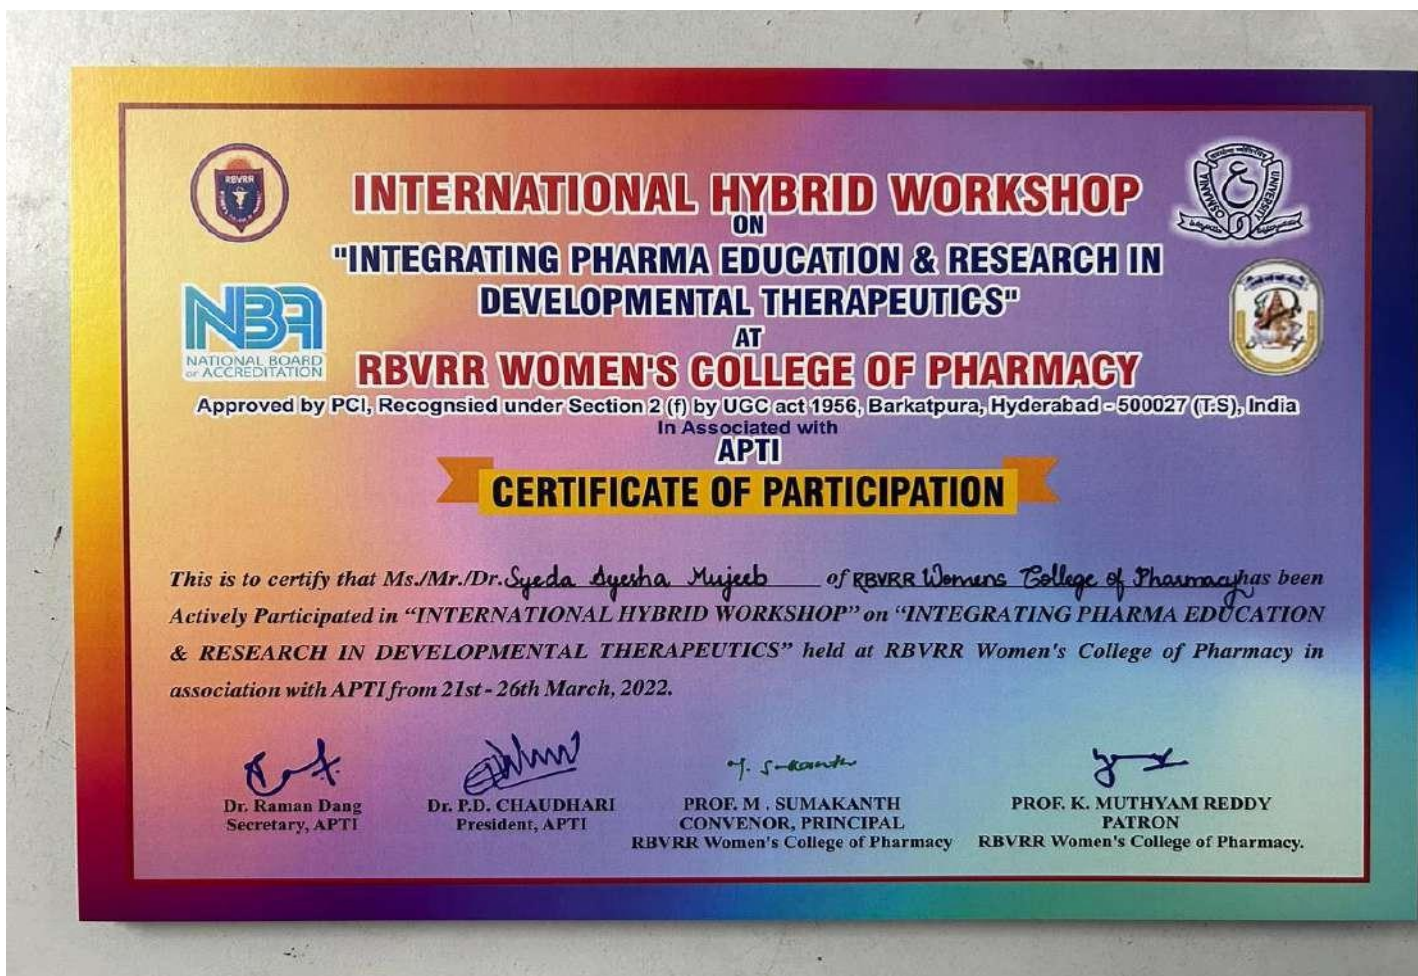 RBVRR
INTERNATIONAL HYBRID WORKSHOP
ON
"INTEGRATING PHARMA EDUCATION & RESEARCH IN
DEVELOPMENTAL THERAPEUTICS"
AT
RBVRR WOMEN'S COLLEGE OF PHARMACY
OSMANIA UNIVERSITY
NBA
NATIONAL BOARD
of ACCREDITATION
Approved by PCI, Recognsied under Section 2 (f) by UGC act 1956, Barkatpura, Hyderabad - 500027 (T.S), India
In Associated with
APTI
CERTIFICATE OF PARTICIPATION
This is to certify that Ms./Mr./Dr. Syeda Ayesha Mujeeb of RBVRR Womens College of Pharmacy has been
Actively Participated in “INTERNATIONAL HYBRID WORKSHOP” on “INTEGRATING PHARMA EDUCATION
& RESEARCH IN DEVELOPMENTAL THERAPEUTICS” held at RBVRR Women's College of Pharmacy in
association with APTI from 21st - 26th March, 2022.
Dr. Raman Dang
Secretary, APTI
Dr. P.D. CHAUDHARI
President, APTI
PROF. M . SUMAKANTH
CONVENOR, PRINCIPAL
RBVRR Women's College of Pharmacy
PROF. K. MUTHYAM REDDY
PATRON
RBVRR Women's College of Pharmacy.